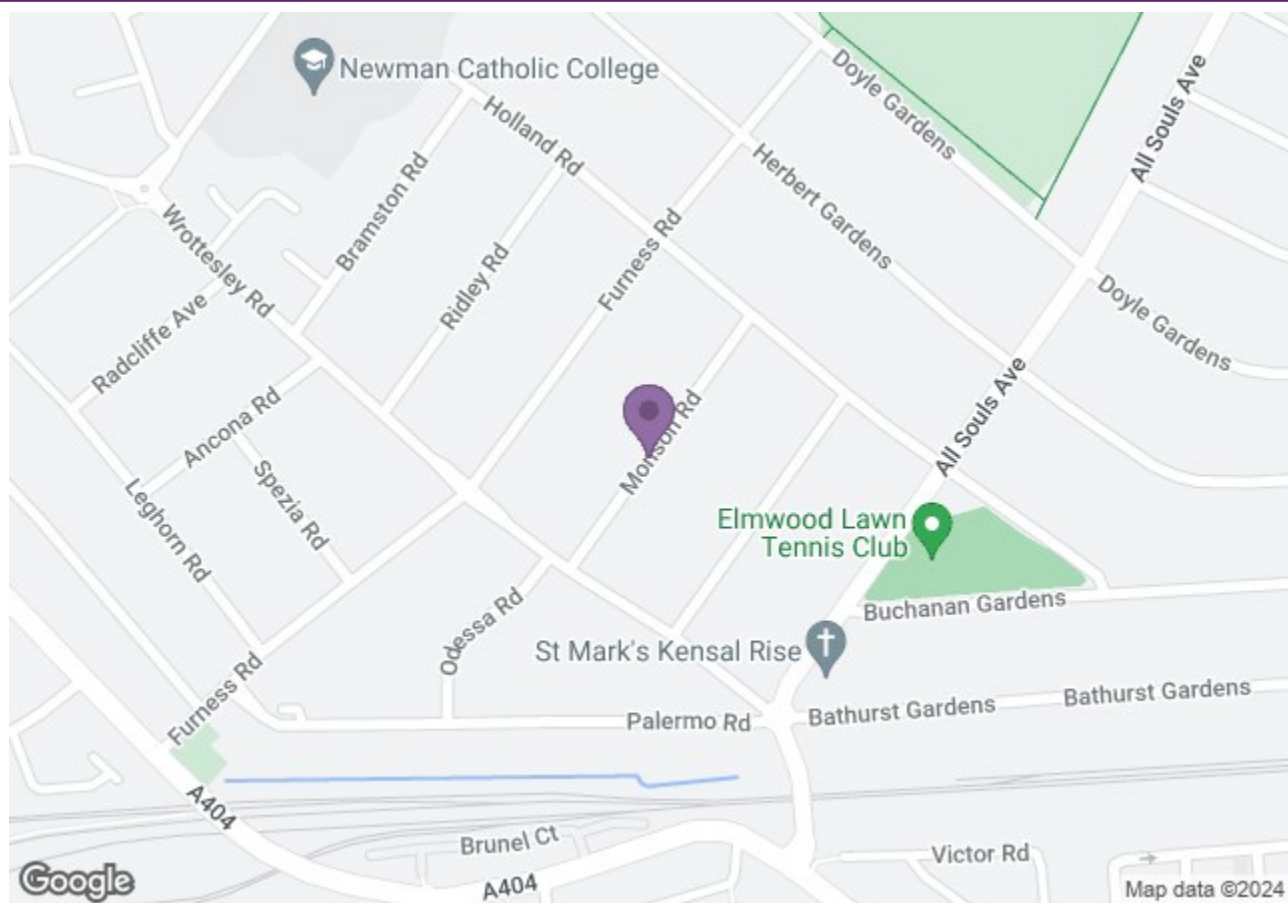 Newman Catholic College
Doyle Gardens
All Souls Ave
Holland Rd
Herbert Gardens
Bramston Rd
Wrottesley Rd
Furness Rd
Ridley Rd
Doyle Gardens
Radcliffe Ave
All Souls Ave
Ancona Rd
Spezia Rd
Leghorn Rd
Elmwood Lawn
Tennis Club
Buchanan Gardens
Odessa Rd
St Mark's Kensal Rise
Furness Rd
Palermo Rd
Bathurst Gardens
Bathurst Gardens
A404
Brunel Ct
Victor Rd
A404
Google
Map data ©2024